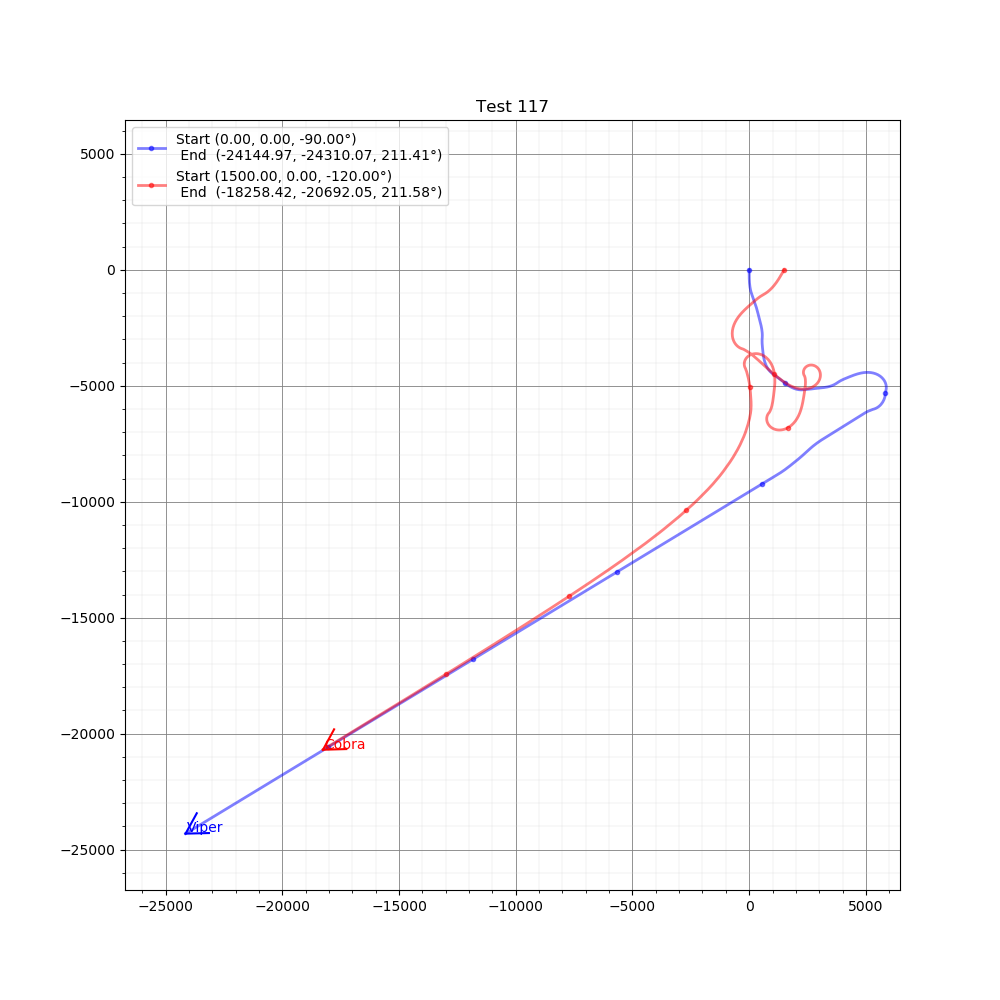 Test 117
Start (0.00, 0.00, -90.00°)
End  (-24144.97, -24310.07, 211.41°)
Start (1500.00, 0.00, -120.00°)
End  (-18258.42, -20692.05, 211.58°)
5000
0
−5000
−10000
−15000
−20000
−25000
Cobra
Viper
−25000 −20000 −15000 −10000 −5000 0 5000